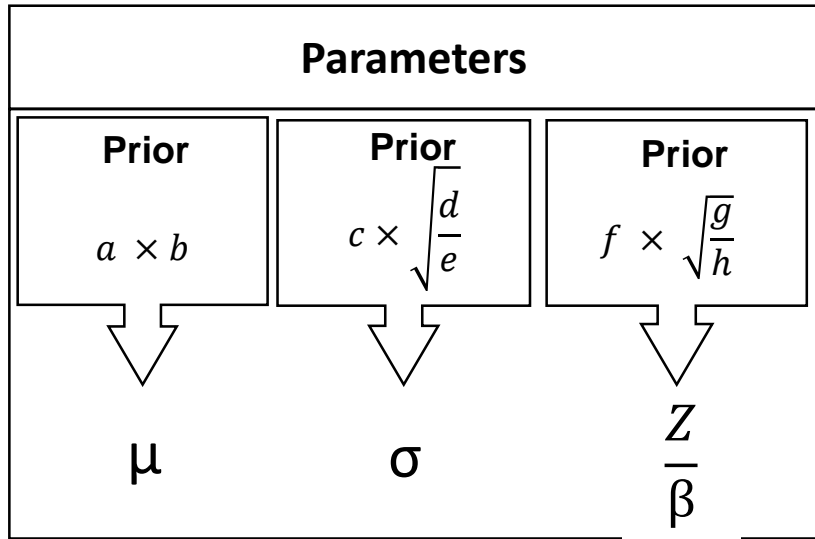 Parameters
Prior
a × b
Prior
c × √(d/e)
Prior
f × √(g/h)
μ
σ
Z/β